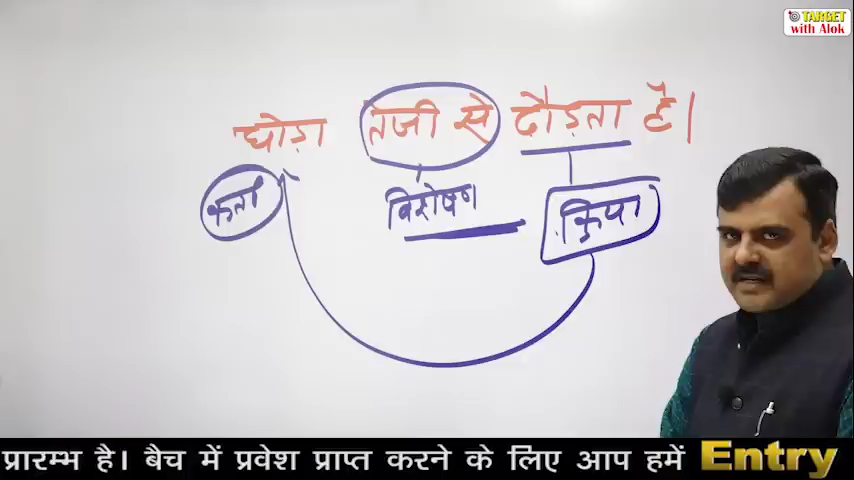 TARGET
with Alok
घोड़ा तेजी से दौड़ता है।
कर्ता विशेषण क्रिया
प्रारम्भ है। बैच में प्रवेश प्राप्त करने के लिए आप हमें Entry